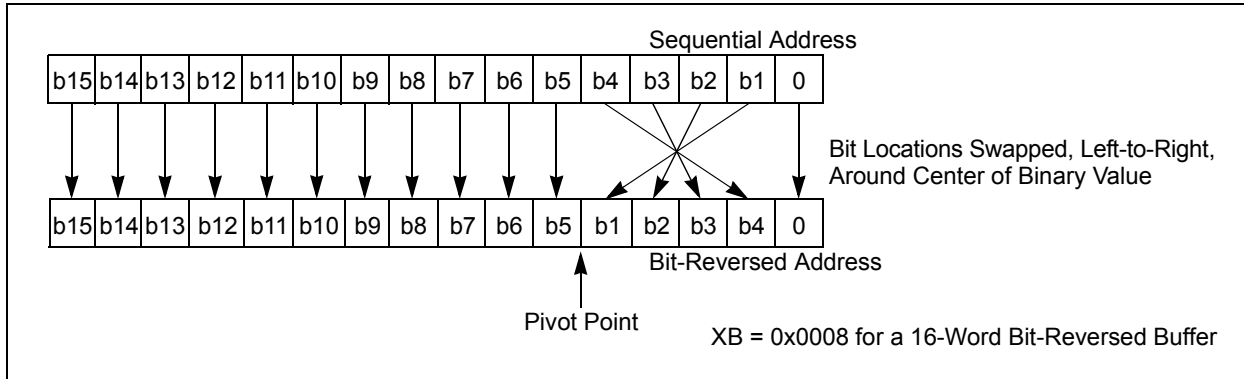 Sequential Address
b15 b14 b13 b12 b11 b10 b9 b8 b7 b6 b5 b4 b3 b2 b1 0
Bit Locations Swapped, Left-to-Right,
Around Center of Binary Value
b15 b14 b13 b12 b11 b10 b9 b8 b7 b6 b5 b1 b2 b3 b4 0
Bit-Reversed Address
Pivot Point
XB = 0x0008 for a 16-Word Bit-Reversed Buffer